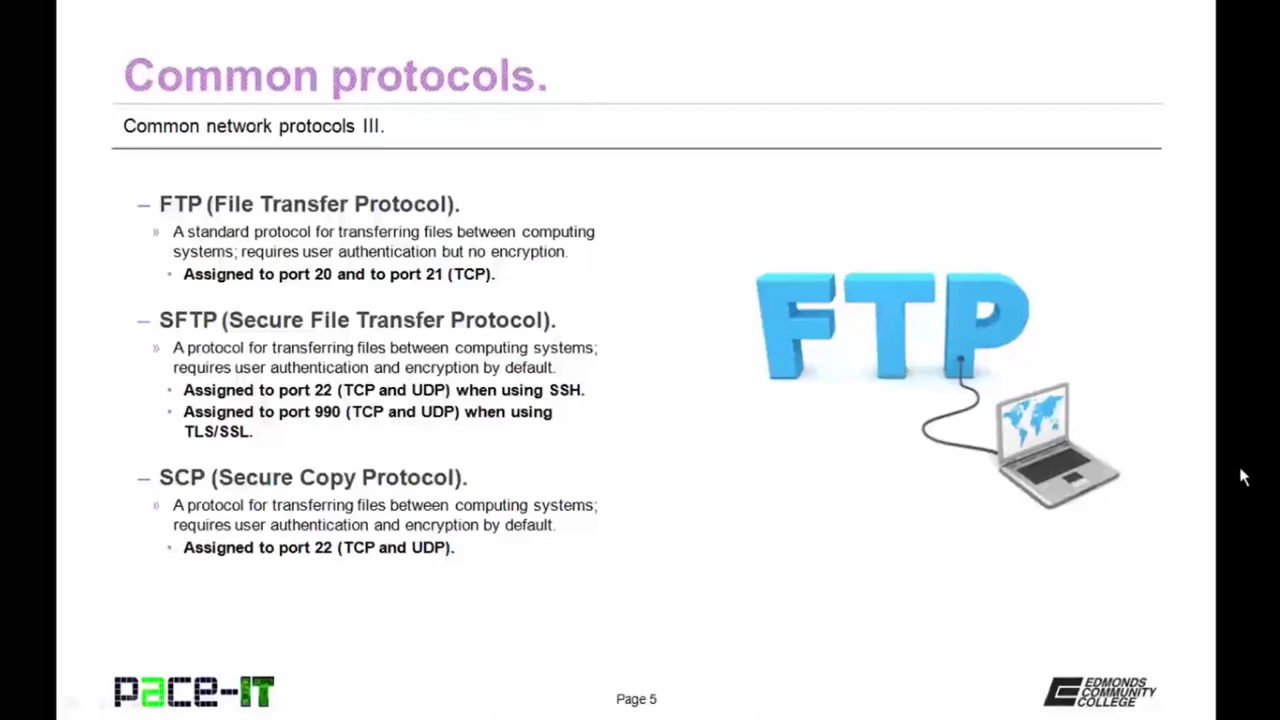 Common protocols.
Common network protocols III.
– FTP (File Transfer Protocol).
» A standard protocol for transferring files between computing
systems; requires user authentication but no encryption.
• Assigned to port 20 and to port 21 (TCP).
– SFTP (Secure File Transfer Protocol).
» A protocol for transferring files between computing systems;
requires user authentication and encryption by default.
• Assigned to port 22 (TCP and UDP) when using SSH.
• Assigned to port 990 (TCP and UDP) when using
TLS/SSL.
– SCP (Secure Copy Protocol).
» A protocol for transferring files between computing systems;
requires user authentication and encryption by default.
• Assigned to port 22 (TCP and UDP).
FTP
pace-IT
Page 5
EDMONDS
COMMUNITY
COLLEGE